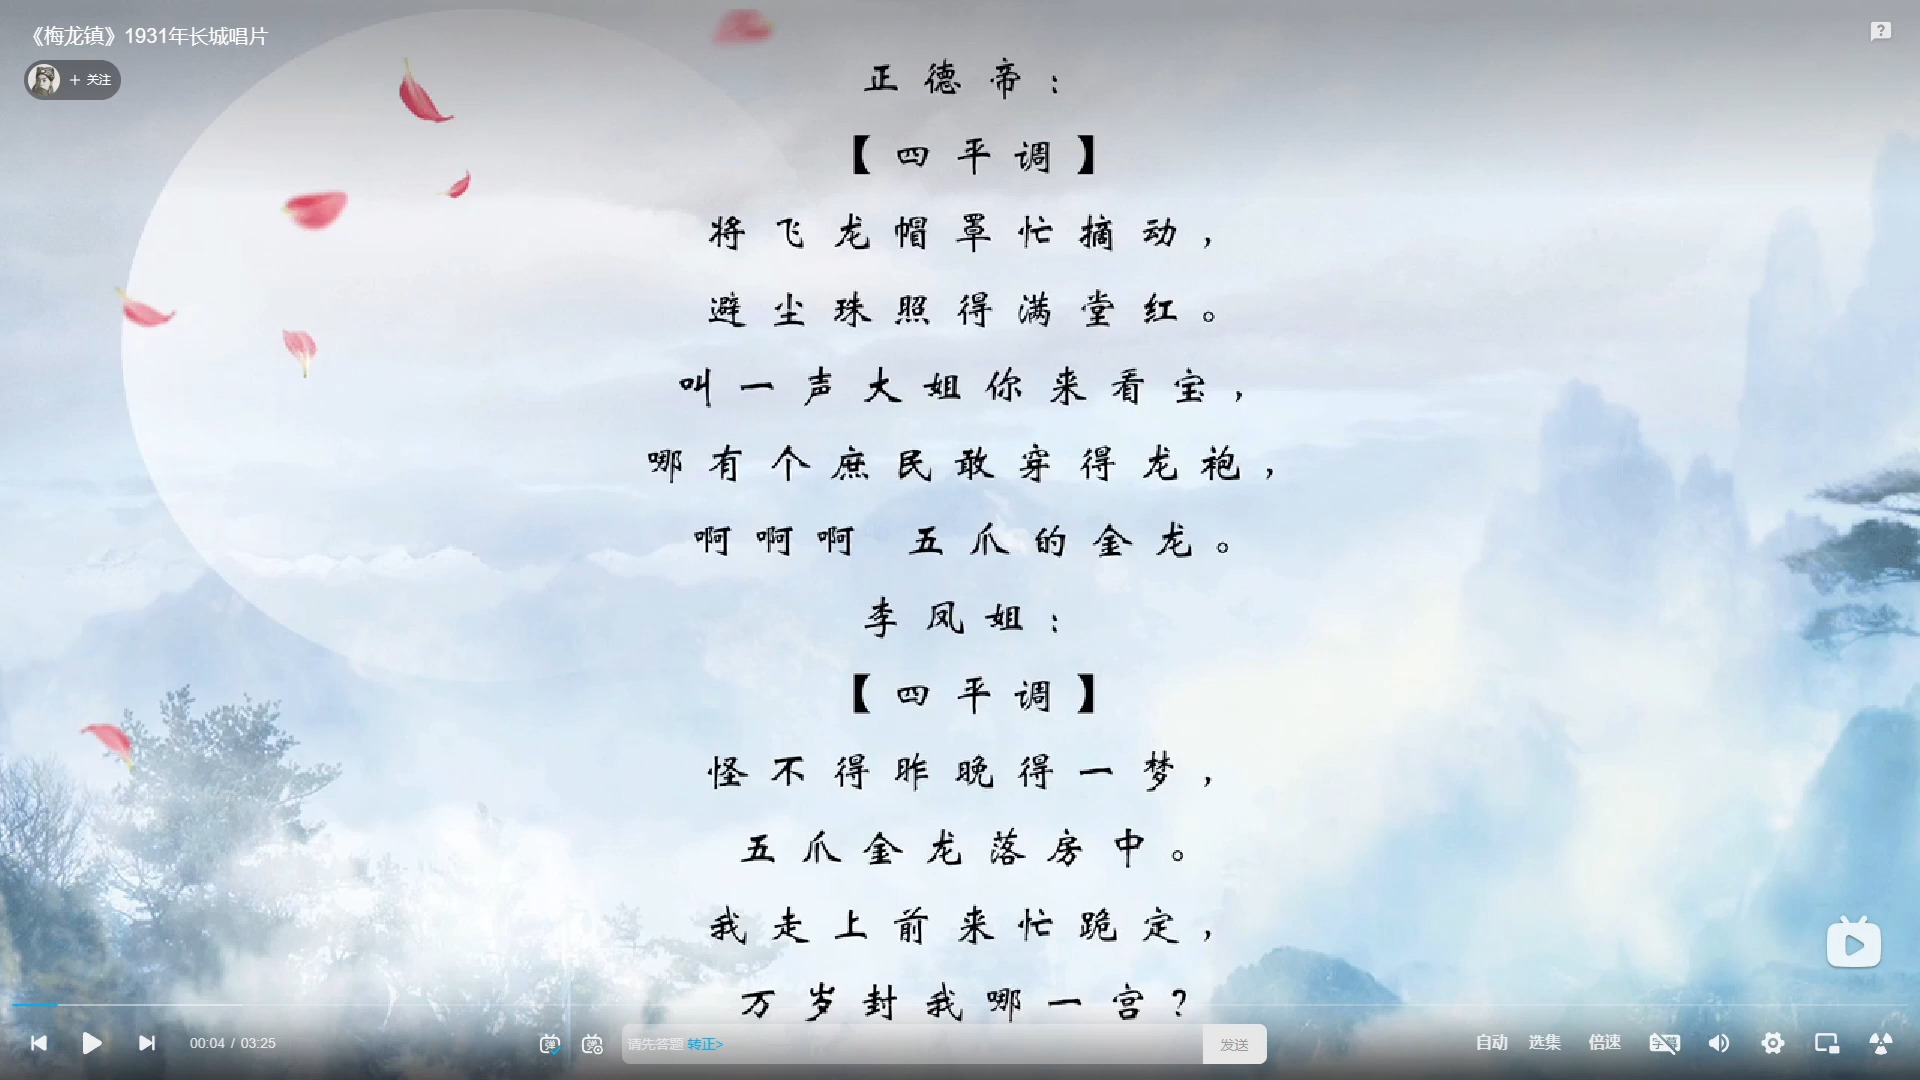 《梅龙镇》1931年长城唱片
+ 关注
正德帝：
【四平调】
将飞龙帽罩忙摘动，
避尘珠照得满堂红。
叫一声大姐你来看宝，
哪有个庶民敢穿得龙袍，
啊啊啊 五爪的金龙。
李凤姐：
【四平调】
怪不得昨晚得一梦，
五爪金龙落房中。
我走上前来忙跪定，
万岁封我哪一宫？
00:04 / 03:25
弹
弹
请先答题 转正>
发送
自动
选集
倍速
字幕